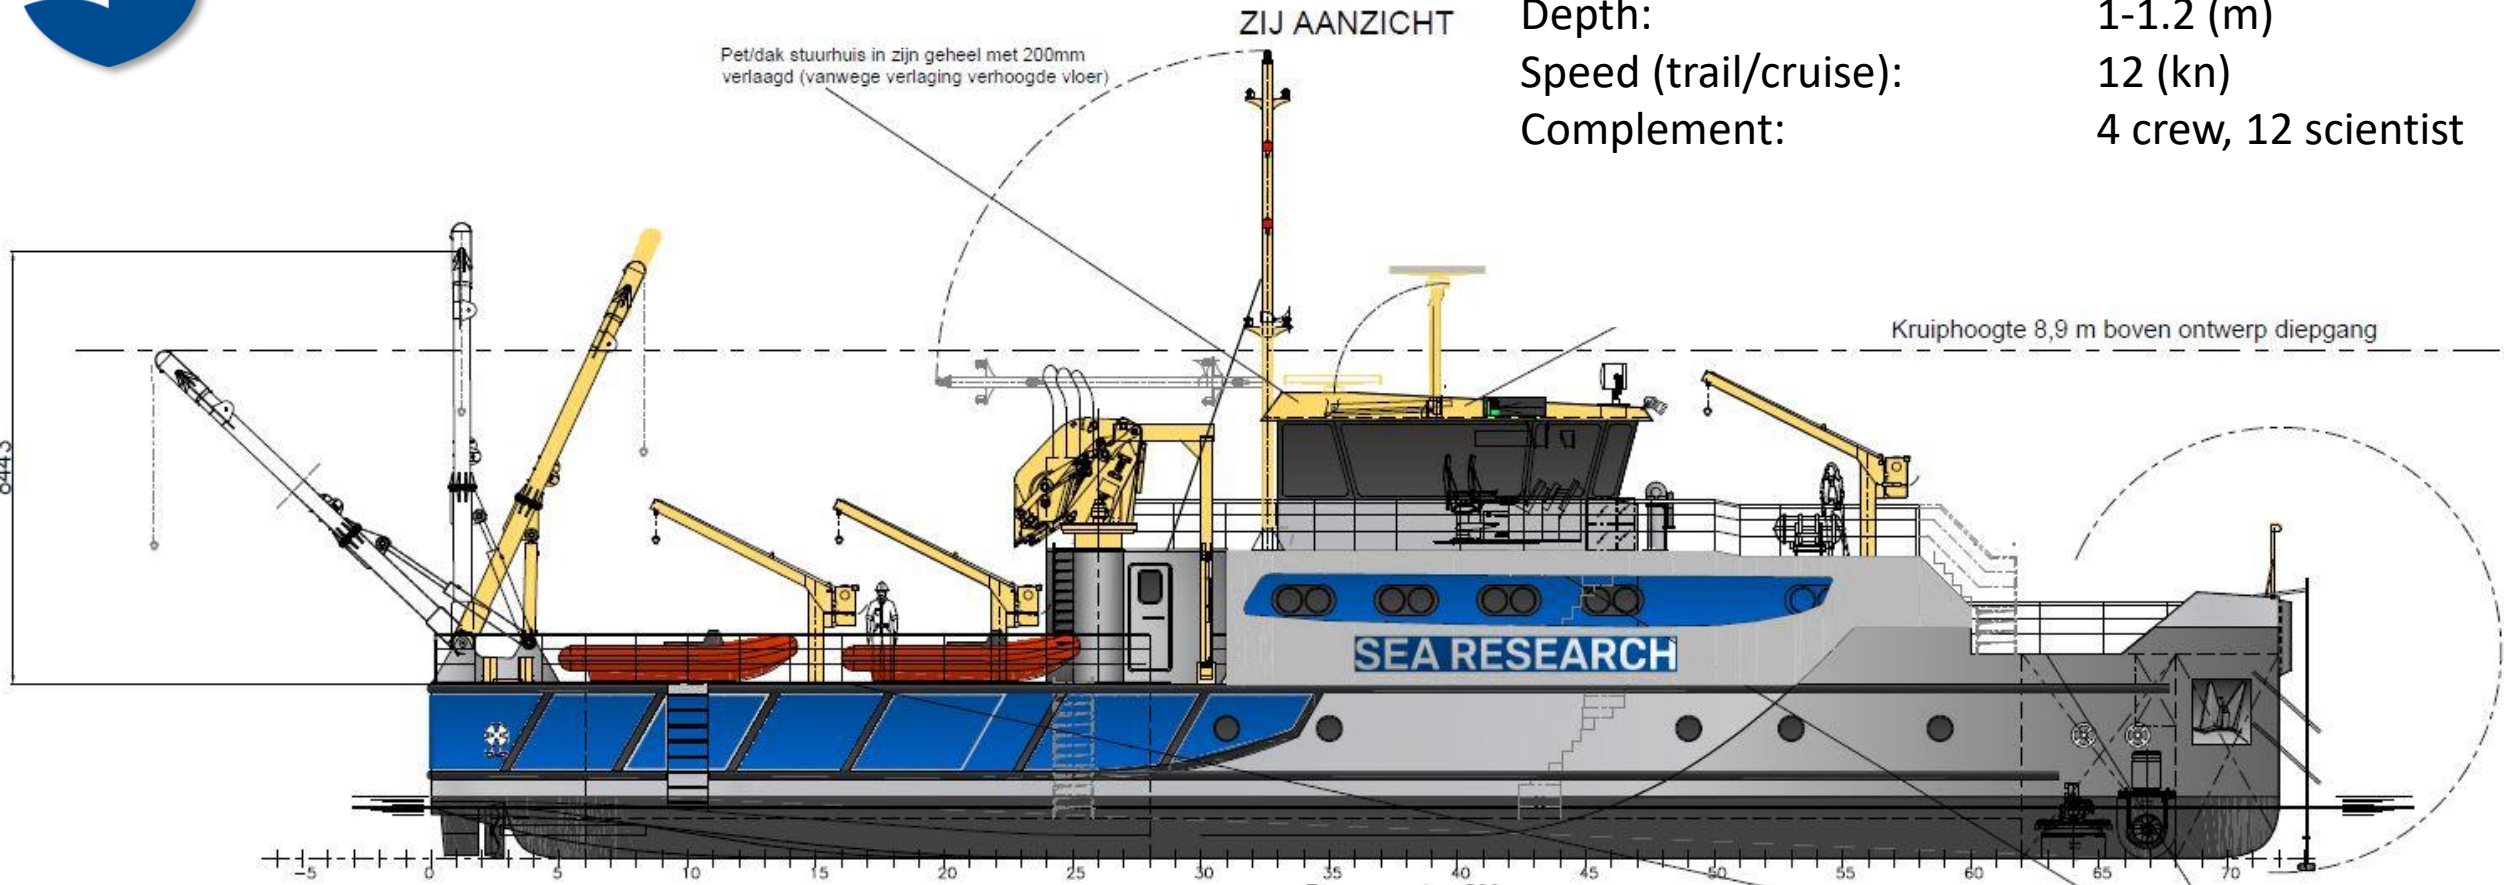 ZIJ AANZICHT
Depth: 1-1.2 (m)
Speed (trail/cruise): 12 (kn)
Complement: 4 crew, 12 scientist
Pet/dak stuurhuis in zijn geheel met 200mm
verlaagd (vanwege verlaging verhoogde vloer)
Kruiphoogte 8,9 m boven ontwerp diepgang
SEA RESEARCH
-5 0 5 10 15 20 25 30 35 40 45 50 55 60 65 70